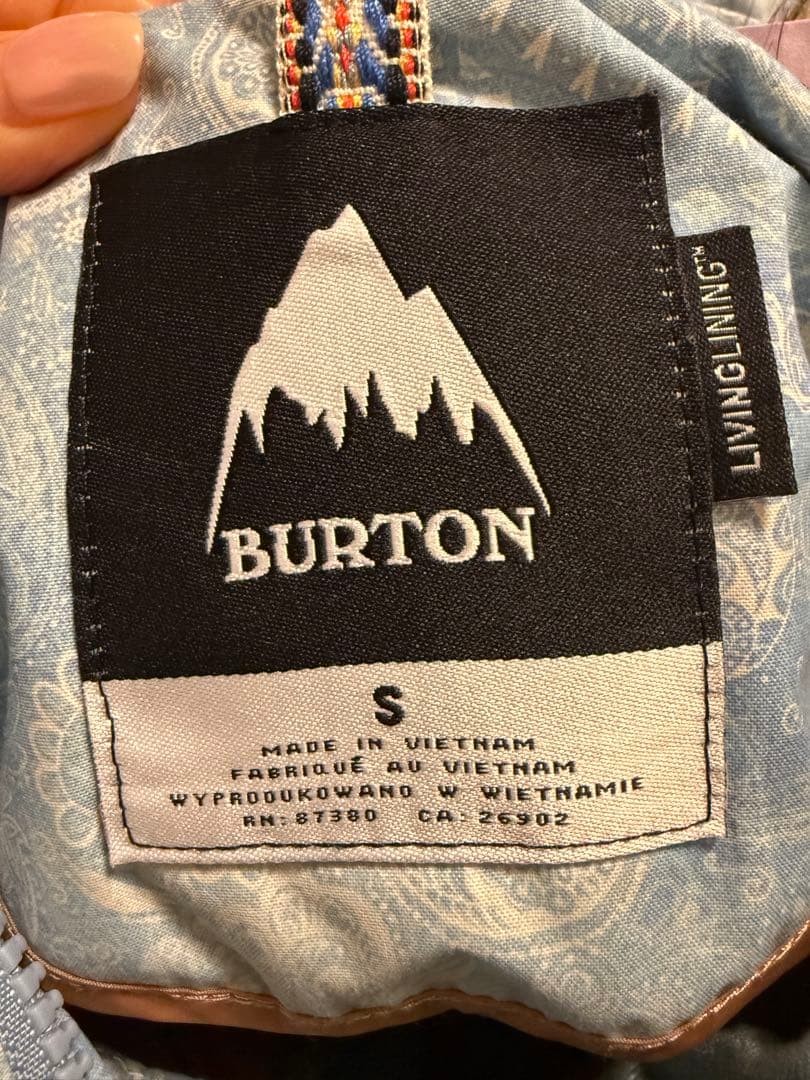 BURTON
LIVINGLINING™
S
MADE IN VIETNAM
FABRIQUÉ AU VIETNAM
WYPRODUKOWANO W WIETNAMIE
RN: 87380 CA: 26902